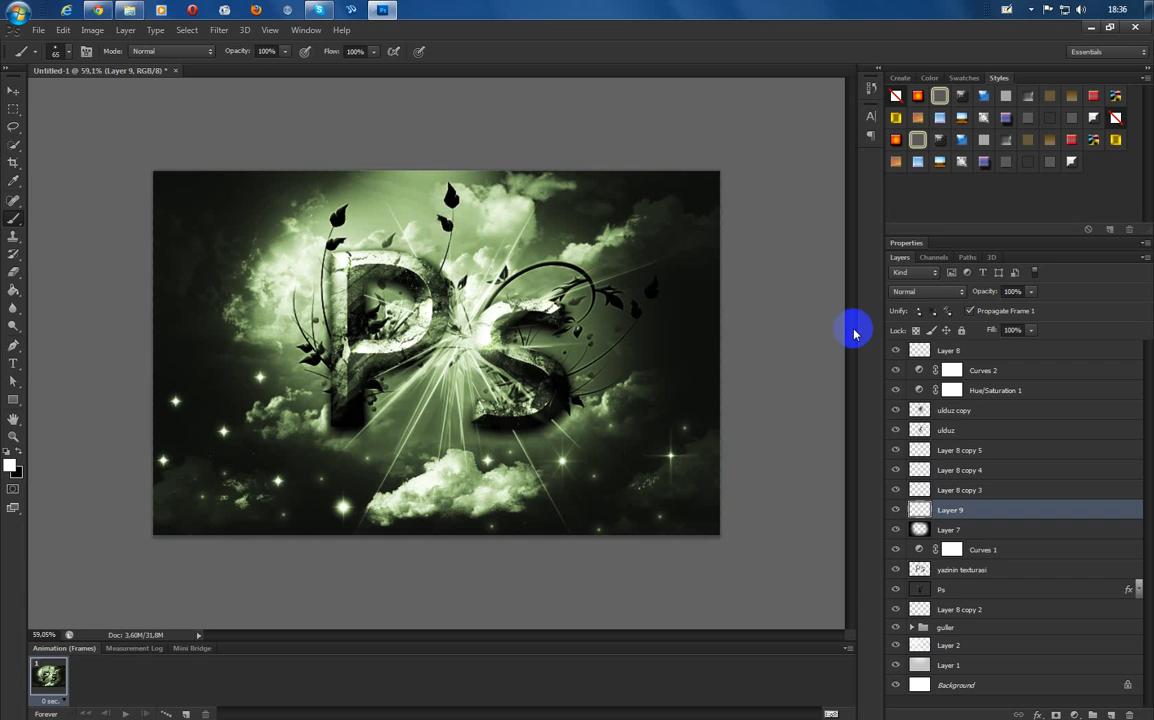 18:36
File Edit Image Layer Type Select Filter 3D View Window Help
65 Mode: Normal Opacity: 100% Flow: 100% Essentials
Untitled-1 @ 59,1% (Layer 9, RGB/8) * ×
Create Color Swatches Styles
PS
Properties
Layers Channels Paths 3D
Kind
Normal Opacity: 100%
Unify: Propagate Frame 1
Lock: Fill: 100%
Layer 8
Curves 2
Hue/Saturation 1
ulduz copy
ulduz
Layer 8 copy 5
Layer 8 copy 4
Layer 8 copy 3
Layer 9
Layer 7
Curves 1
yazinin texturasi
Ps fx
Layer 8 copy 2
guller
Layer 2
Layer 1
Background
59,05% Doc: 3,60M/31,8M
Animation (Frames) Measurement Log Mini Bridge
1
0 sec.
Forever
fx